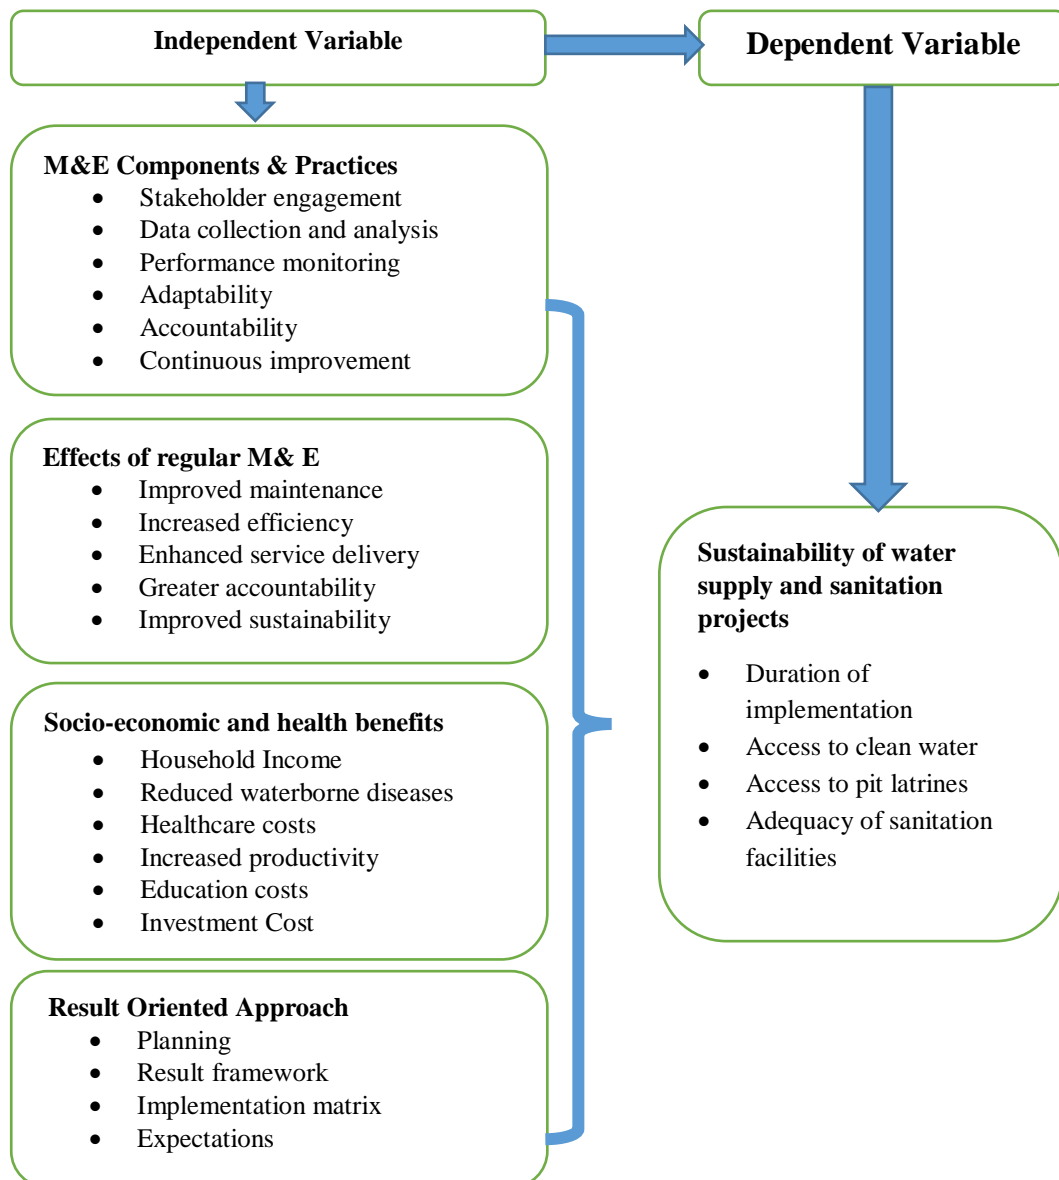 Independent Variable
Dependent Variable
M&E Components & Practices
• Stakeholder engagement
• Data collection and analysis
• Performance monitoring
• Adaptability
• Accountability
• Continuous improvement
Effects of regular M& E
• Improved maintenance
• Increased efficiency
• Enhanced service delivery
• Greater accountability
• Improved sustainability
Socio-economic and health benefits
• Household Income
• Reduced waterborne diseases
• Healthcare costs
• Increased productivity
• Education costs
• Investment Cost
Result Oriented Approach
• Planning
• Result framework
• Implementation matrix
• Expectations
Sustainability of water
supply and sanitation
projects
• Duration of
implementation
• Access to clean water
• Access to pit latrines
• Adequacy of sanitation
facilities